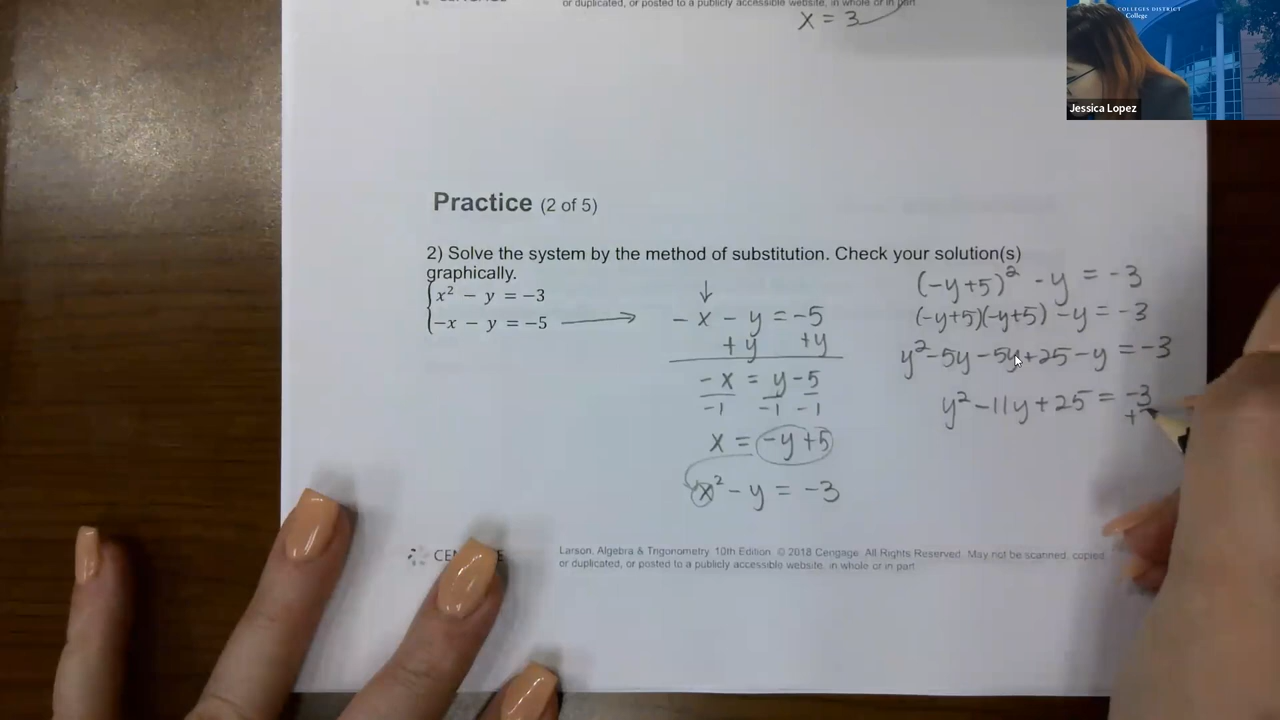 or duplicated, or posted to a publicly accessible website, in whole or in part
x = 3
COLLEGES DISTRICT
College
Jessica Lopez
Practice (2 of 5)
2) Solve the system by the method of substitution. Check your solution(s)
graphically.
x² − y = −3
−x − y = −5
− x − y = −5
+y +y
−x = y − 5
−1 −1 −1
x = −y + 5
x² − y = −3
(−y+5)² − y = −3
(−y+5)(−y+5) − y = −3
y² − 5y − 5y + 25 − y = −3
y² − 11y + 25 = −3
+
Larson, Algebra & Trigonometry, 10th Edition. © 2018 Cengage. All Rights Reserved. May not be scanned, copied
or duplicated, or posted to a publicly accessible website, in whole or in part